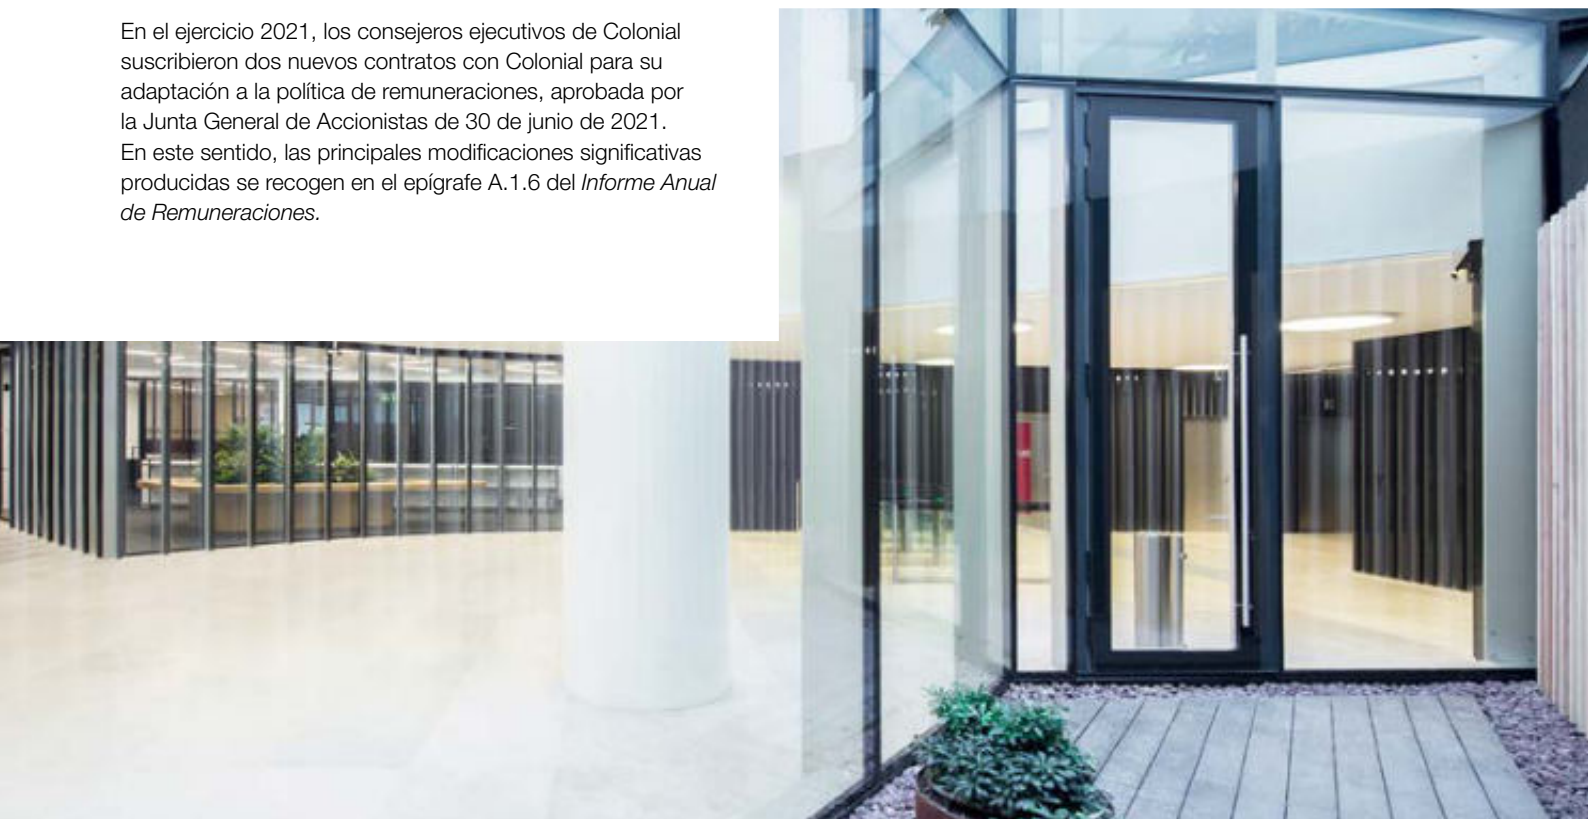 En el ejercicio 2021, los consejeros ejecutivos de Colonial
suscribieron dos nuevos contratos con Colonial para su
adaptación a la política de remuneraciones, aprobada por
la Junta General de Accionistas de 30 de junio de 2021.
En este sentido, las principales modificaciones significativas
producidas se recogen en el epígrafe A.1.6 del Informe Anual
de Remuneraciones.